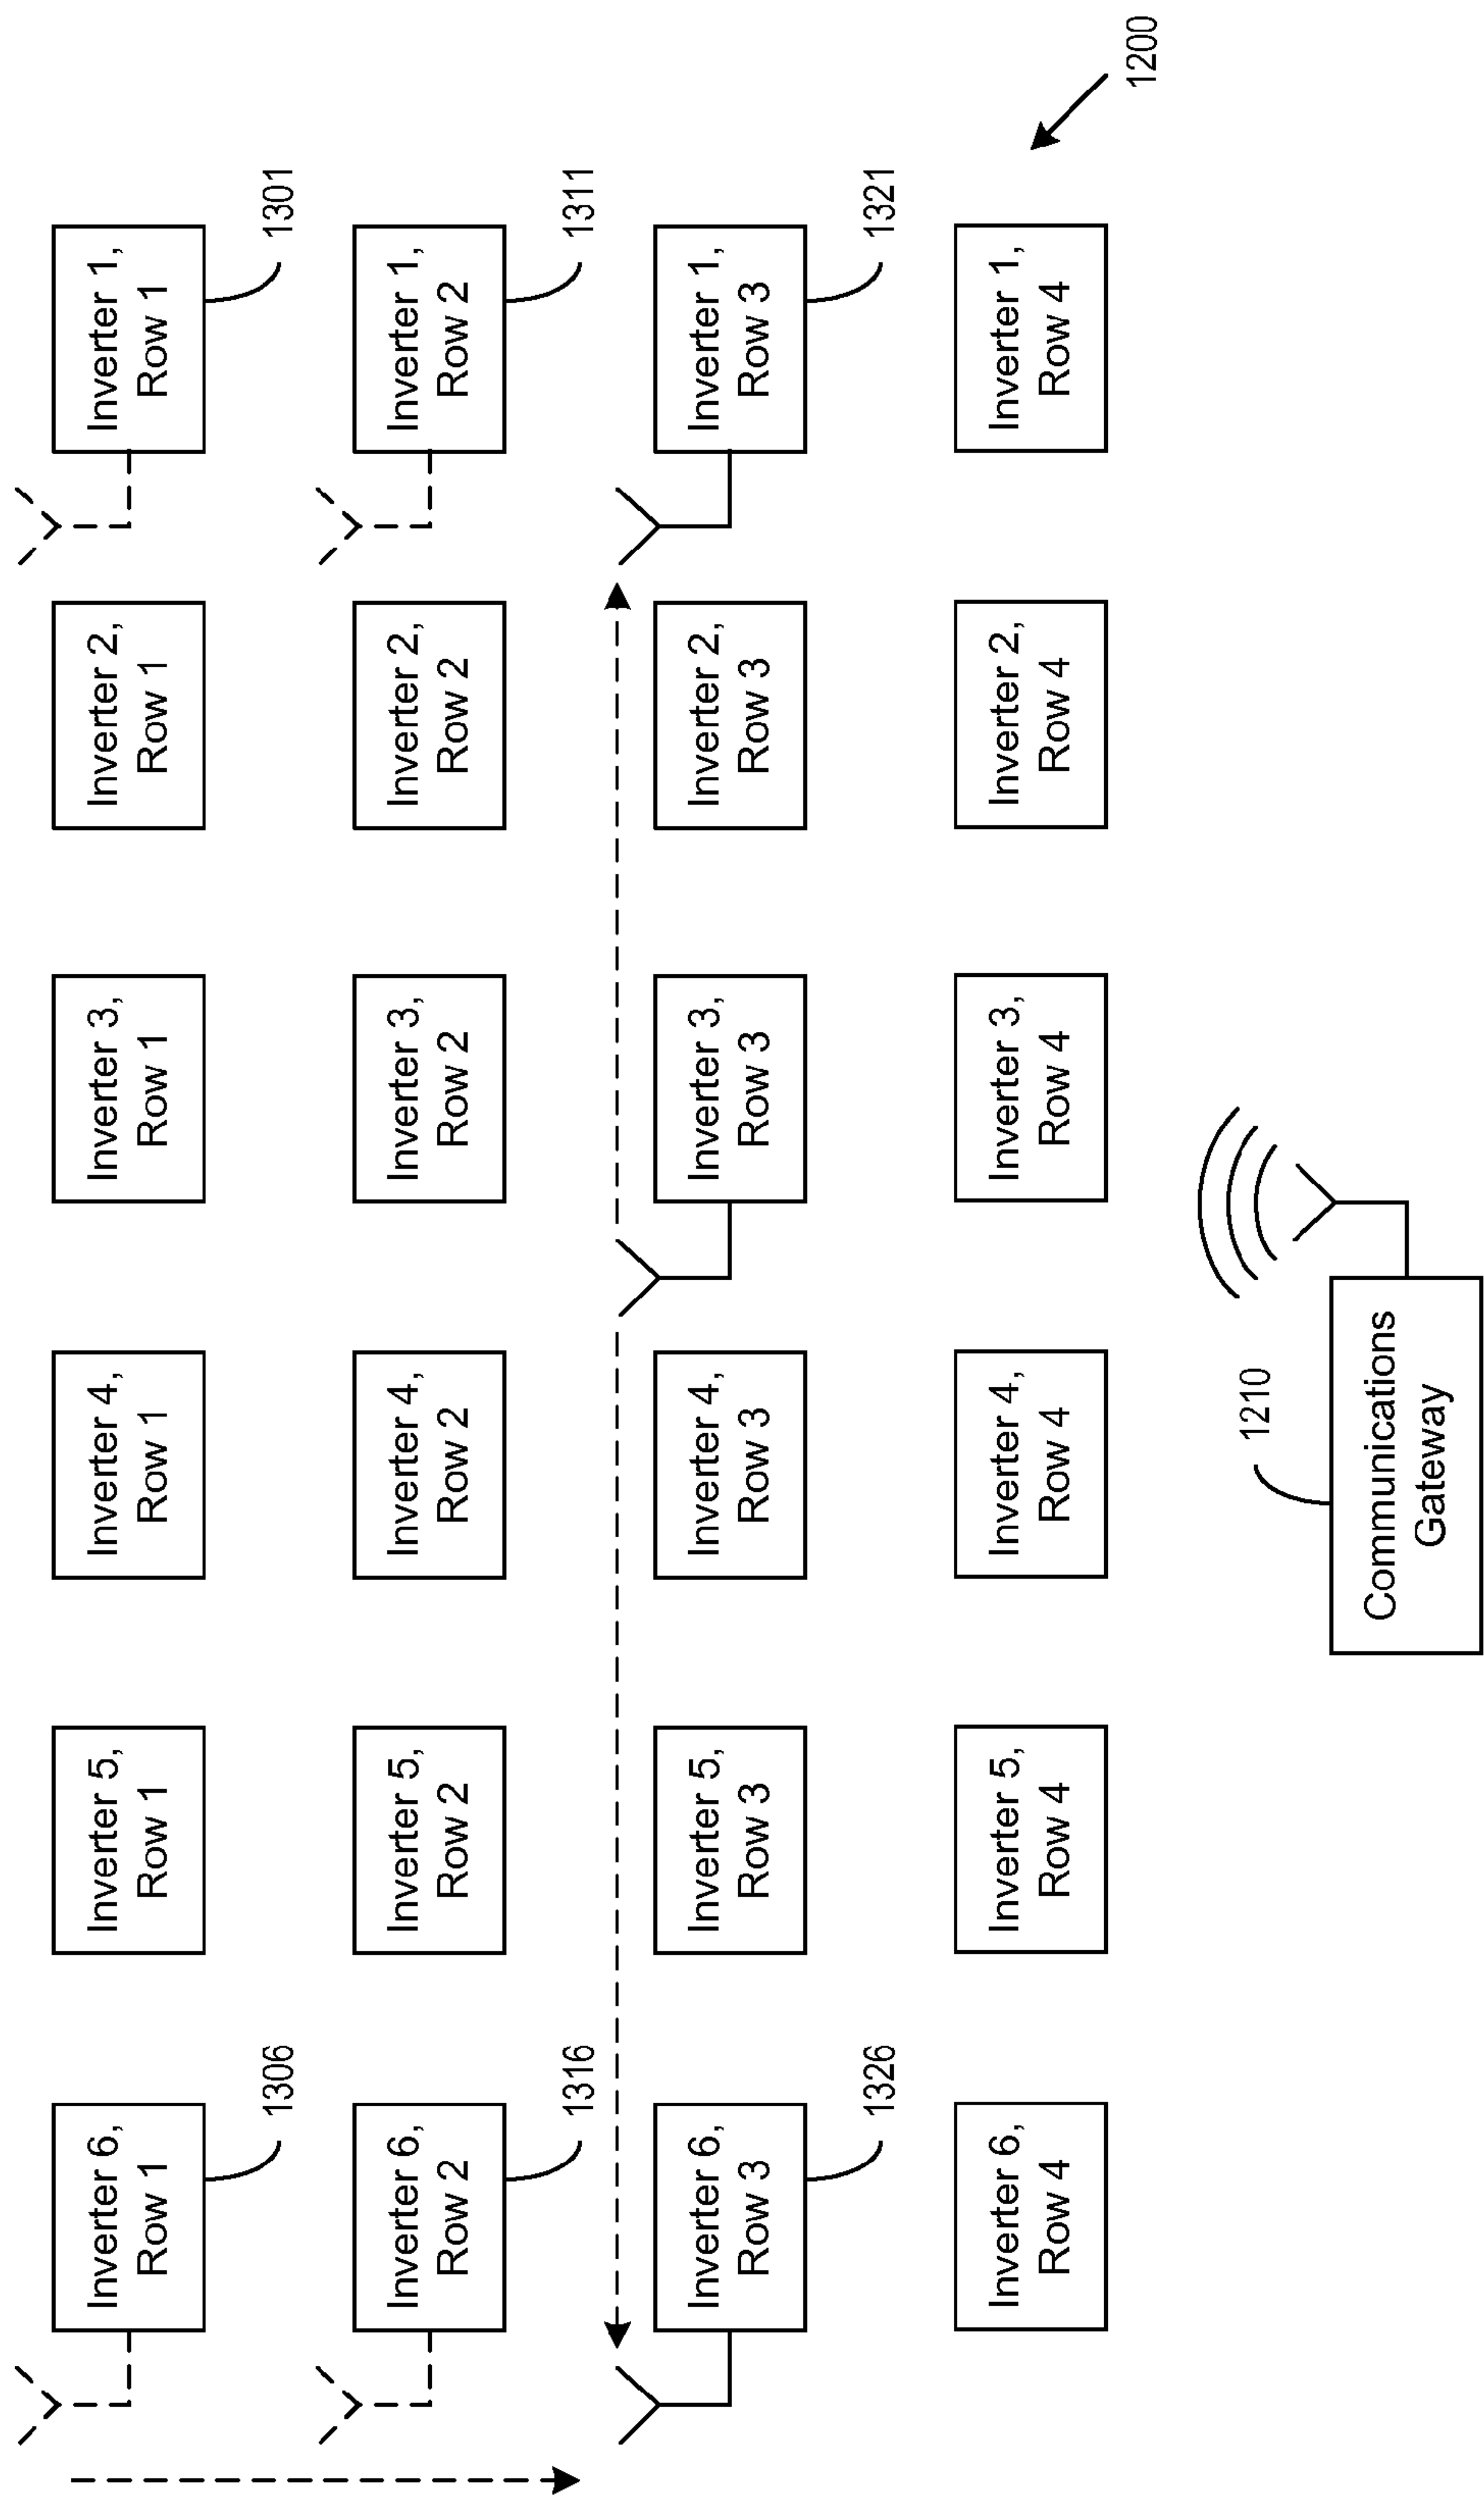 Inverter 6,
Row 1
Inverter 5,
Row 1
Inverter 4,
Row 1
Inverter 3,
Row 1
Inverter 2,
Row 1
Inverter 1,
Row 1
1306
1301
Inverter 6,
Row 2
Inverter 5,
Row 2
Inverter 4,
Row 2
Inverter 3,
Row 2
Inverter 2,
Row 2
Inverter 1,
Row 2
1316
1311
Inverter 6,
Row 3
Inverter 5,
Row 3
Inverter 4,
Row 3
Inverter 3,
Row 3
Inverter 2,
Row 3
Inverter 1,
Row 3
1326
1321
Inverter 6,
Row 4
Inverter 5,
Row 4
Inverter 4,
Row 4
Inverter 3,
Row 4
Inverter 2,
Row 4
Inverter 1,
Row 4
1200
1210
Communications
Gateway